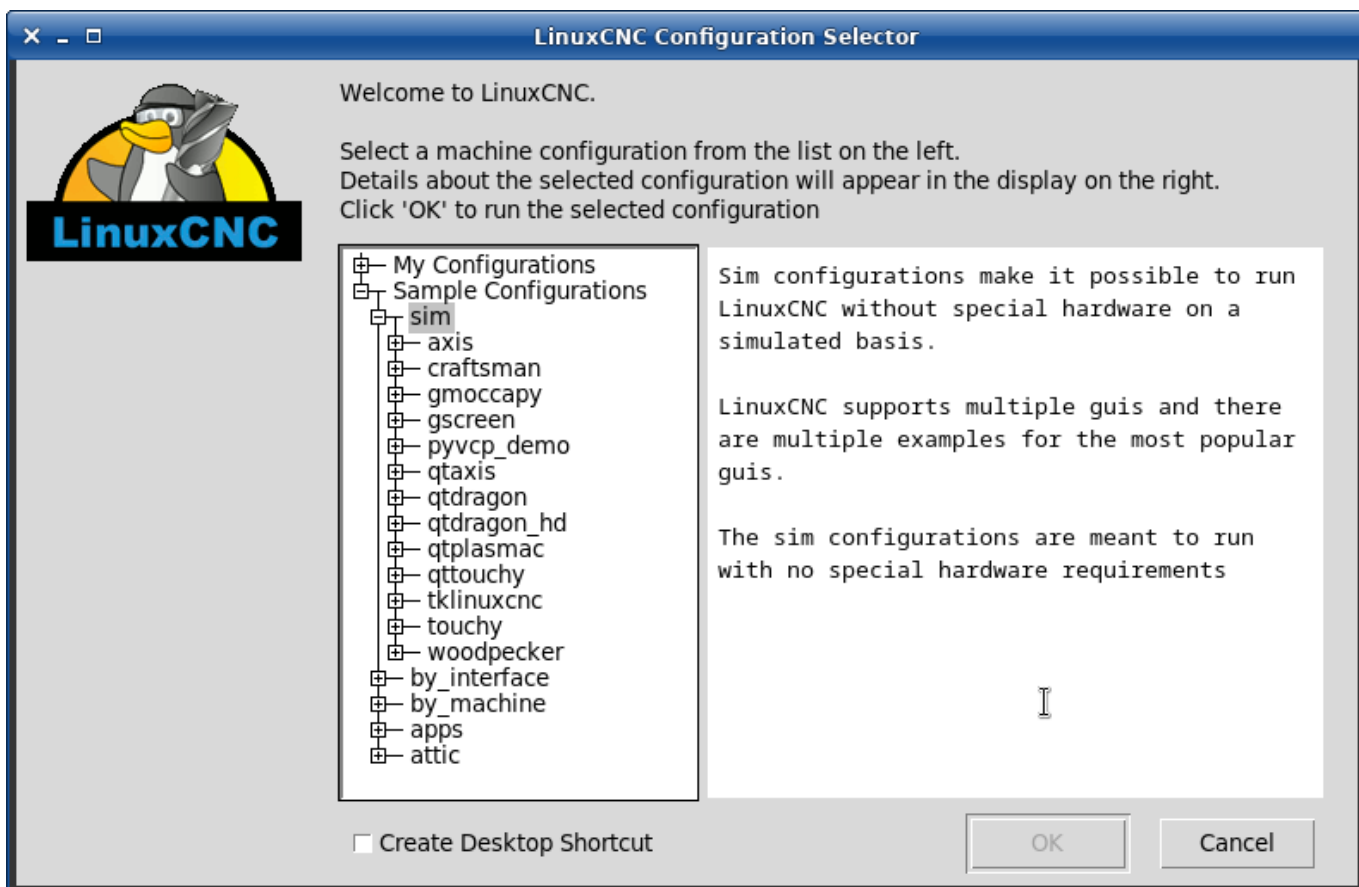 LinuxCNC Configuration Selector
LinuxCNC
Welcome to LinuxCNC.
Select a machine configuration from the list on the left.
Details about the selected configuration will appear in the display on the right.
Click 'OK' to run the selected configuration
My Configurations
Sample Configurations
sim
axis
craftsman
gmoccapy
gscreen
pyvcp_demo
qtaxis
qtdragon
qtdragon_hd
qtplasmac
qttouchy
tklinuxcnc
touchy
woodpecker
by_interface
by_machine
apps
attic
Sim configurations make it possible to run
LinuxCNC without special hardware on a
simulated basis.
LinuxCNC supports multiple guis and there
are multiple examples for the most popular
guis.
The sim configurations are meant to run
with no special hardware requirements
Create Desktop Shortcut
OK
Cancel